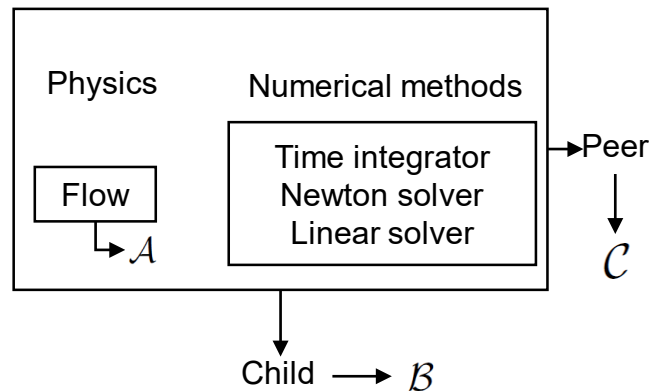 Physics
Numerical methods
Time integrator
Newton solver
Linear solver
Flow
𝒜
Peer
𝒞
Child
ℬ